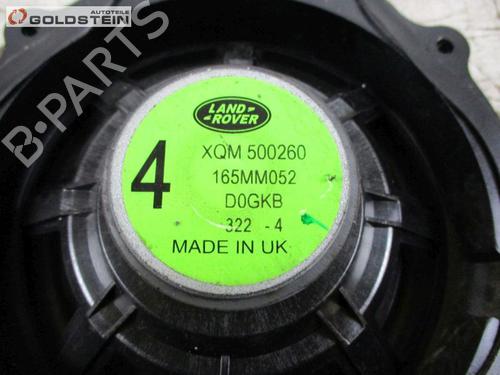 Autoteile
GOLDSTEIN
B-PARTS
LAND-
ROVER
4
XQM 500260
165MM052
D0GKB
322 - 4
MADE IN UK